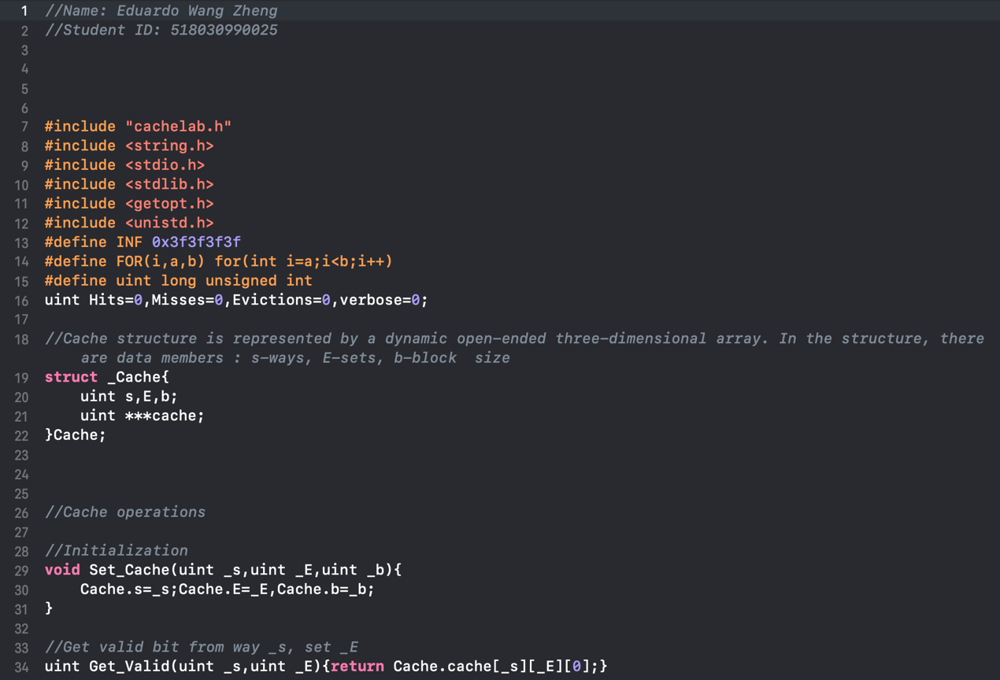 1 //Name: Eduardo Wang Zheng
2 //Student ID: 518030990025
3
4
5
6
7 #include "cachelab.h"
8 #include <string.h>
9 #include <stdio.h>
10 #include <stdlib.h>
11 #include <getopt.h>
12 #include <unistd.h>
13 #define INF 0x3f3f3f3f
14 #define FOR(i,a,b) for(int i=a;i<b;i++)
15 #define uint long unsigned int
16 uint Hits=0,Misses=0,Evictions=0,verbose=0;
17
18 //Cache structure is represented by a dynamic open-ended three-dimensional array. In the structure, there
are data members : s-ways, E-sets, b-block  size
19 struct _Cache{
20     uint s,E,b;
21     uint ***cache;
22 }Cache;
23
24
25
26 //Cache operations
27
28 //Initialization
29 void Set_Cache(uint _s,uint _E,uint _b){
30     Cache.s=_s;Cache.E=_E,Cache.b=_b;
31 }
32
33 //Get valid bit from way _s, set _E
34 uint Get_Valid(uint _s,uint _E){return Cache.cache[_s][_E][0];}